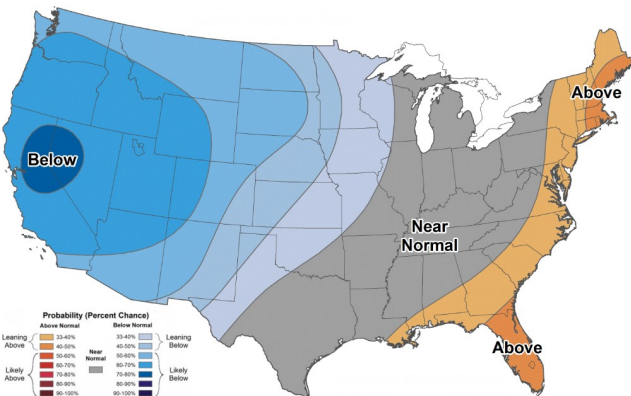 Below
Above
Near
Normal
Above
Probability (Percent Chance)
Above Normal
Below Normal
Leaning
Above
Likely
Above
33-40%
40-50%
50-60%
60-70%
70-80%
80-90%
90-100%
Near
Normal
33-40%
40-50%
50-60%
60-70%
70-80%
80-90%
90-100%
Leaning
Below
Likely
Below